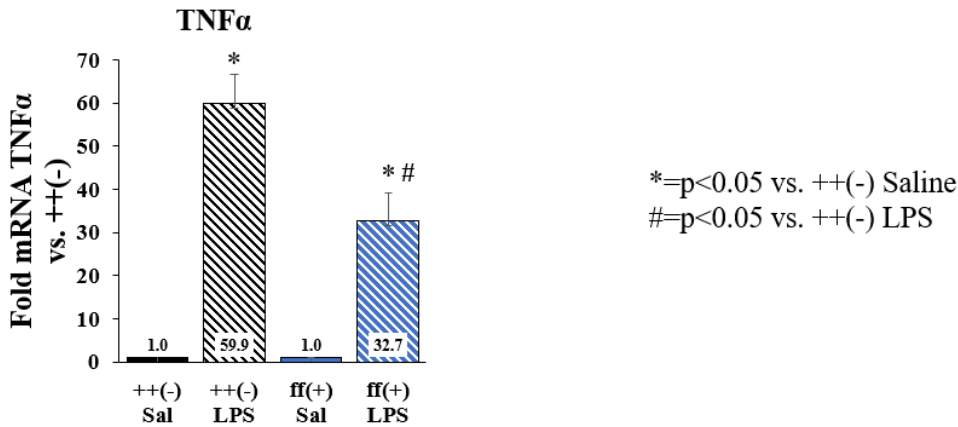 TNFα
Fold mRNA TNFα
vs. ++(-)
70
60
50
40
30
20
10
0
*
* #
1.0
59.9
1.0
32.7
++(-)
Sal
++(-)
LPS
ff(+)
Sal
ff(+)
LPS
*=p<0.05 vs. ++(-) Saline
#=p<0.05 vs. ++(-) LPS